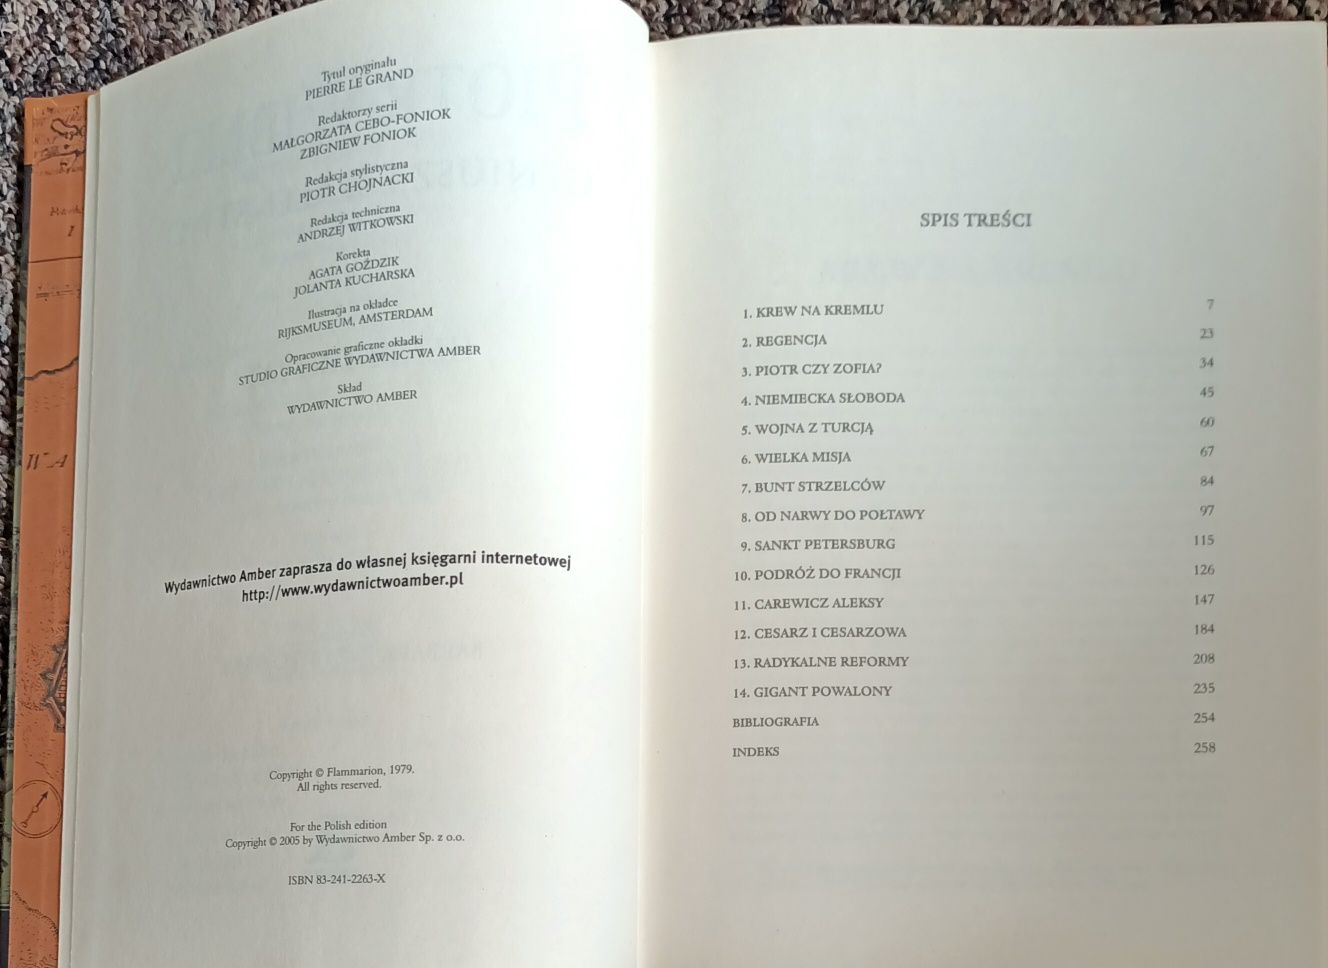 Tytuł oryginału
PIERRE LE GRAND
Redaktorzy serii
MAŁGORZATA CEBO-FONIOK
ZBIGNIEW FONIOK
Redakcja stylistyczna
PIOTR CHOJNACKI
Redakcja techniczna
ANDRZEJ WITKOWSKI
Korekta
AGATA GOŹDZIK
JOLANTA KUCHARSKA
Ilustracja na okładce
RIJKSMUSEUM, AMSTERDAM
Opracowanie graficzne okładki
STUDIO GRAFICZNE WYDAWNICTWA AMBER
Skład
WYDAWNICTWO AMBER
Wydawnictwo Amber zaprasza do własnej księgarni internetowej
http://www.wydawnictwoamber.pl
Copyright © Flammarion, 1979.
All rights reserved.
For the Polish edition
Copyright © 2005 by Wydawnictwo Amber Sp. z o.o.
ISBN 83-241-2263-X
SPIS TREŚCI
1. KREW NA KREMLU 7
2. REGENCJA 23
3. PIOTR CZY ZOFIA? 34
4. NIEMIECKA SŁOBODA 45
5. WOJNA Z TURCJĄ 60
6. WIELKA MISJA 67
7. BUNT STRZELCÓW 84
8. OD NARWY DO POŁTAWY 97
9. SANKT PETERSBURG 115
10. PODRÓŻ DO FRANCJI 126
11. CAREWICZ ALEKSY 147
12. CESARZ I CESARZOWA 184
13. RADYKALNE REFORMY 208
14. GIGANT POWALONY 235
BIBLIOGRAFIA 254
INDEKS 258